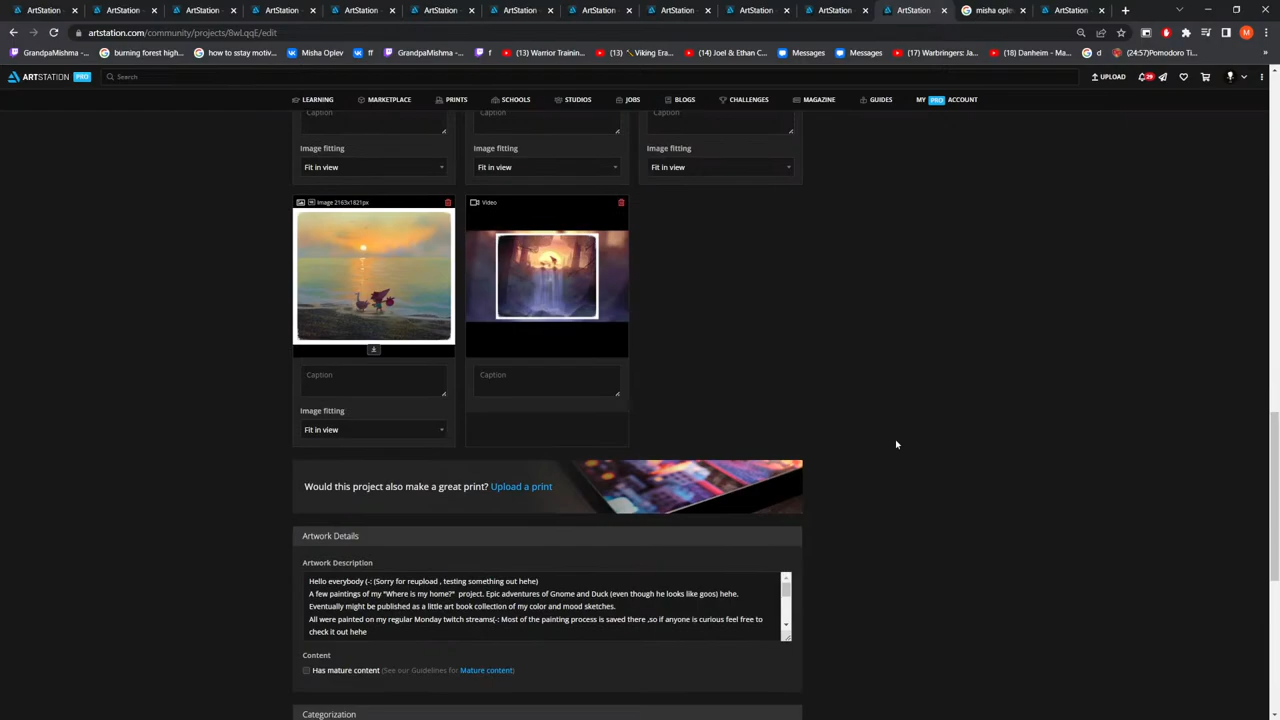 ArtStation - ArtStation - ArtStation - ArtStation - ArtStation - ArtStation - ArtStation - ArtStation - ArtStation - ArtStation - ArtStation - ArtStation - misha oplev ArtStation -
artstation.com/community/projects/8wLqqE/edit
GrandpaMishma - burning forest high... how to sstay motiv... Misha Oplev ff GrandpaMishma - f (13) Warrior Trainin... (13) Viking Era... (14) Joel & Ethan C... Messages Messages (17) Warbringers: Ja... (18) Dunheim - Ma... d (13)Pomodoro Ti...
ARTSTATION PRO Search UPLOAD 29
LEARNING MARKETPLACE PRINTS SCHOOLS STUDIOS JOBS BLOGS CHALLENGES MAGAZINE GUIDES MY PRO ACCOUNT
Caption Caption Caption
Image fitting Image fitting Image fitting
Fit in view Fit in view Fit in view
Image 2163x1821px Video
Caption Caption
Image fitting
Fit in view
Would this project also make a great print? Upload a print
Artwork Details
Artwork Description
Hello everybody (-: (Sorry for reupload , testing something out hehe)
A few paintings of my "Where is my home?" project. Epic adventures of Gnome and Duck (even though he looks like goos) hehe.
Eventually might be published as a little art book collection of my color and mood sketches.
All were painted on my regular Monday twitch streams(-: Most of the painting process is saved there ,so if anyone is curious feel free to
check it out hehe
Content
Has mature content (See our Guidelines for Mature content)
Categorization